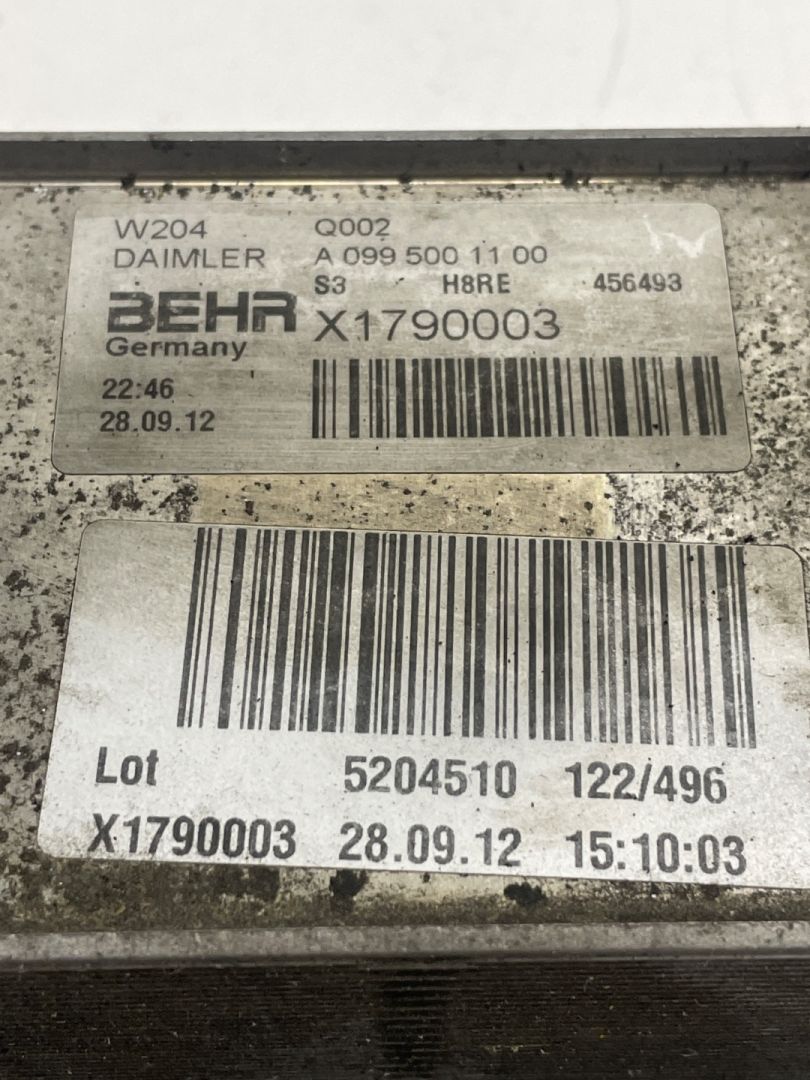 W204 Q002
DAIMLER A 099 500 11 00
S3 H8RE 456493
BEHR X1790003
Germany
22:46
28.09.12
Lot 5204510 122/496
X1790003 28.09.12 15:10:03